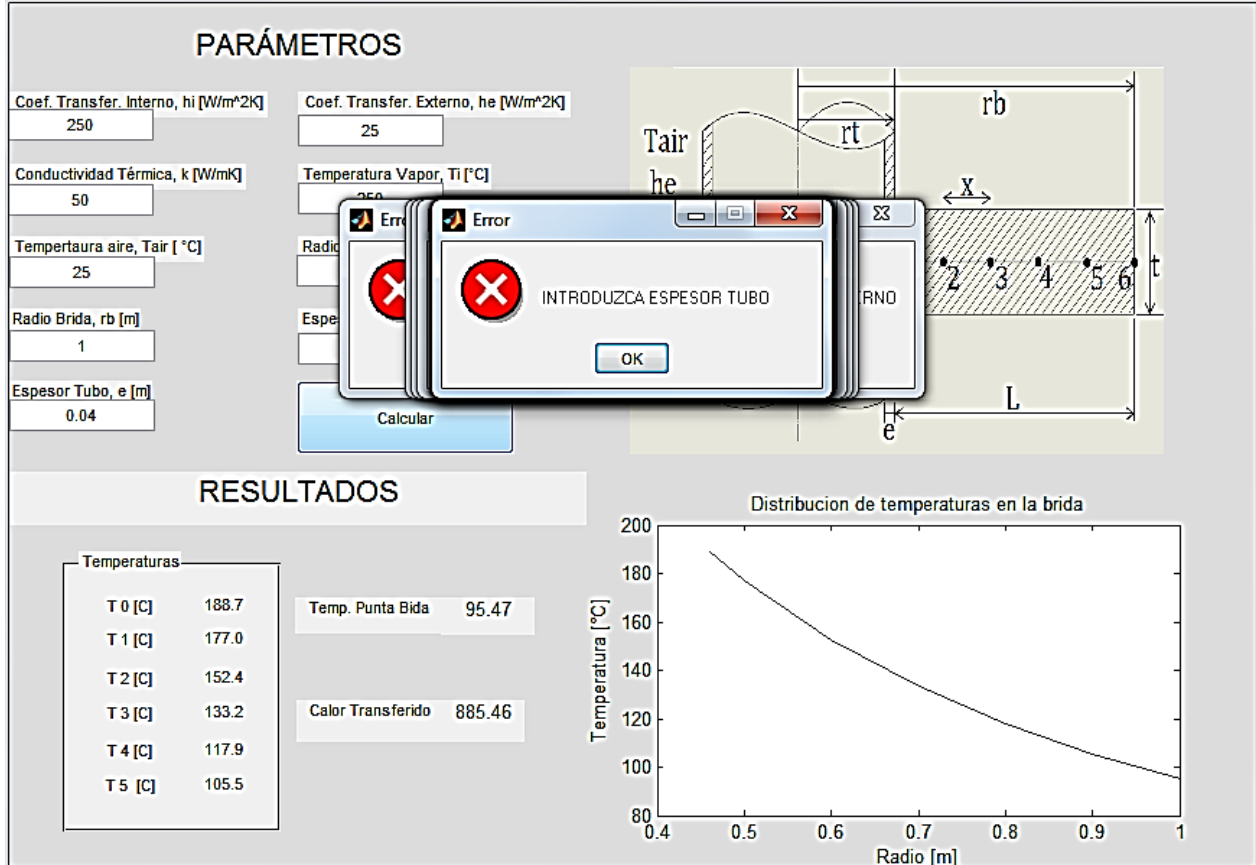 PARÁMETROS
Coef. Transfer. Interno, hi [W/m^2K]
250
Coef. Transfer. Externo, he [W/m^2K]
25
Conductividad Térmica, k [W/mK]
50
Temperatura Vapor, Ti [°C]
250
Tempertaura aire, Tair [ °C]
25
Radio Brida, rb [m]
1
Espesor Tubo, e [m]
0.04
Calcular
Error
INTRODUZCA ESPESOR TUBO
OK
Tair
he
rt
rb
x
2 3 4 5 6
t
L
e
RESULTADOS
Temperaturas
T 0 [C] 188.7
T 1 [C] 177.0
T 2 [C] 152.4
T 3 [C] 133.2
T 4 [C] 117.9
T 5 [C] 105.5
Temp. Punta Bida 95.47
Calor Transferido 885.46
Distribucion de temperaturas en la brida
Temperatura [°C]
200
180
160
140
120
100
80
0.4 0.5 0.6 0.7 0.8 0.9 1
Radio [m]